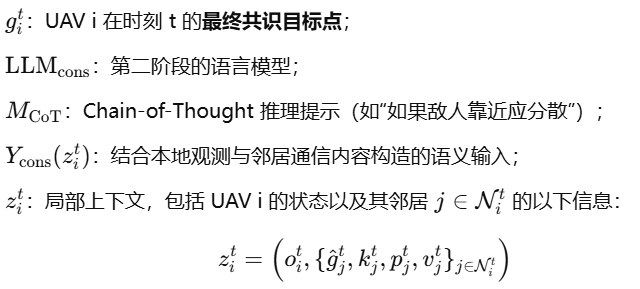 $g_i^t$：UAV i 在时刻 t 的最终共识目标点；
$\mathrm{LLM}_{\mathrm{cons}}$：第二阶段的语言模型；
$M_{\mathrm{CoT}}$：Chain-of-Thought 推理提示（如“如果敌人靠近应分散”）；
$Y_{\mathrm{cons}}(z_i^t)$：结合本地观测与邻居通信内容构造的语义输入；
$z_i^t$：局部上下文，包括 UAV i 的状态以及其邻居 $j \in \mathcal{N}_i^t$ 的以下信息：
$z_i^t = \left( o_i^t, \{\hat{g}_j^t, k_j^t, p_j^t, v_j^t\}_{j \in \mathcal{N}_i^t} \right)$